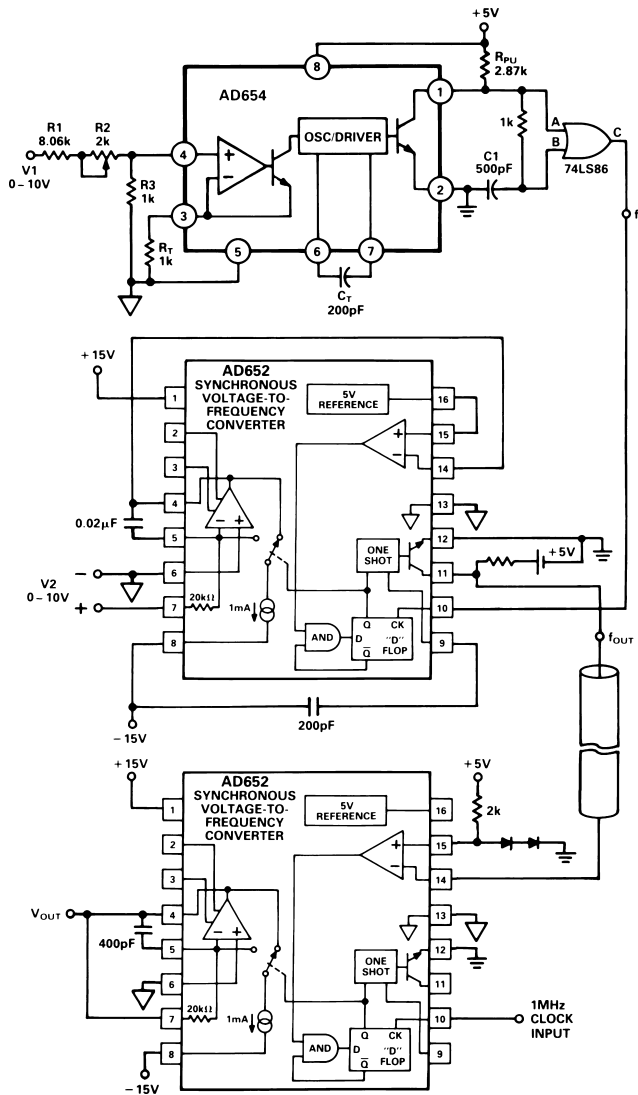 +5V
RPU
2.87k
8
AD654
1
R1
8.06k
R2
2k
4
+
–
OSC/DRIVER
1k
A
B
C
74LS86
V1
0–10V
R3
1k
3
2
C1
500pF
f
RT
1k
5
6
7
CT
200pF
+15V
AD652
SYNCHRONOUS
VOLTAGE-TO-
FREQUENCY
CONVERTER
5V
REFERENCE
1
16
2
+
15
3
–
14
4
13
0.02µF
– +
5
ONE
SHOT
12
+5V
11
–
6
V2
0–10V
+
7
20kΩ
1mA
Q CK
D "D"
Q FLOP
AND
10
fOUT
8
9
200pF
–15V
+15V
AD652
SYNCHRONOUS
VOLTAGE-TO-
FREQUENCY
CONVERTER
5V
REFERENCE
+5V
1
16
2k
2
+
15
3
–
14
VOUT
4
13
400pF
– +
5
ONE
SHOT
12
6
11
1MHz
CLOCK
INPUT
7
20kΩ
1mA
Q CK
D "D"
Q FLOP
AND
10
8
9
–15V